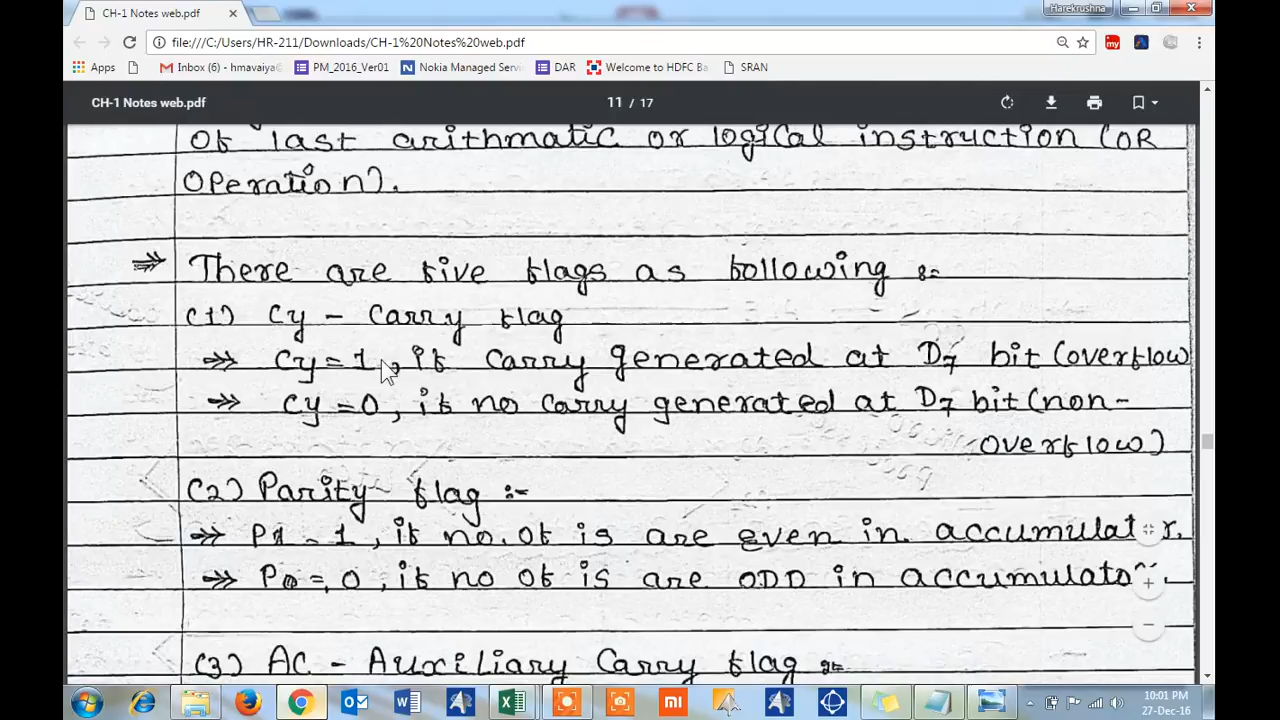 CH-1 Notes web.pdf
Harekrushna
file:///C:/Users/HR-211/Downloads/CH-1%20Notes%20web.pdf
Apps Inbox (6) - hmavaiya PM_2016_Ver01 Nokia Managed Servi DAR Welcome to HDFC Ba SRAN
CH-1 Notes web.pdf 11 / 17
Of last arithmatic or logical instruction (OR
Operation).
There are five flags as following :-
(1) Cy - Carry flag
Cy = 1, if carry generated at D7 bit (overflow
Cy = 0, if no carry generated at D7 bit (non-
overflow)
(2) Parity flag :-
P1 - 1, if no. of 1s are even in accumulator.
P0 = 0, if no of 1s are ODD in accumulator.
(3) AC - Auxiliary Carry flag :-
10:01 PM
27-Dec-16